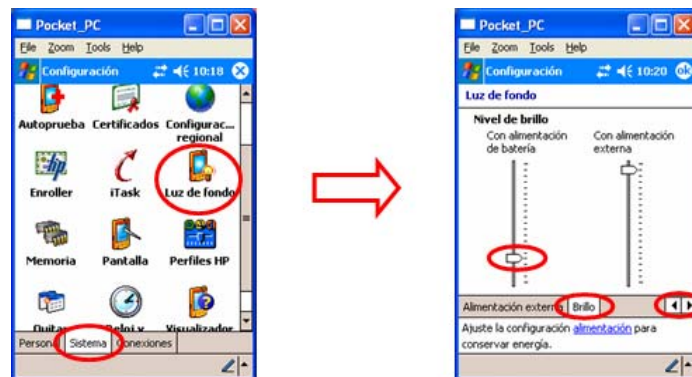 Pocket_PC
File Zoom Tools Help
Configuración 10:18
Autoprueba Certificados Configurac...
regional
Enroller iTask Luz de fondo
Memoria Pantalla Perfiles HP
Quitar Reloj y Visualizador
Personal Sistema Conexiones
Pocket_PC
File Zoom Tools Help
Configuración 10:20 ok
Luz de fondo
Nivel de brillo
Con alimentación
de batería
Con alimentación
externa
Alimentación externa Brillo
Ajuste la configuración alimentación para
conservar energía.